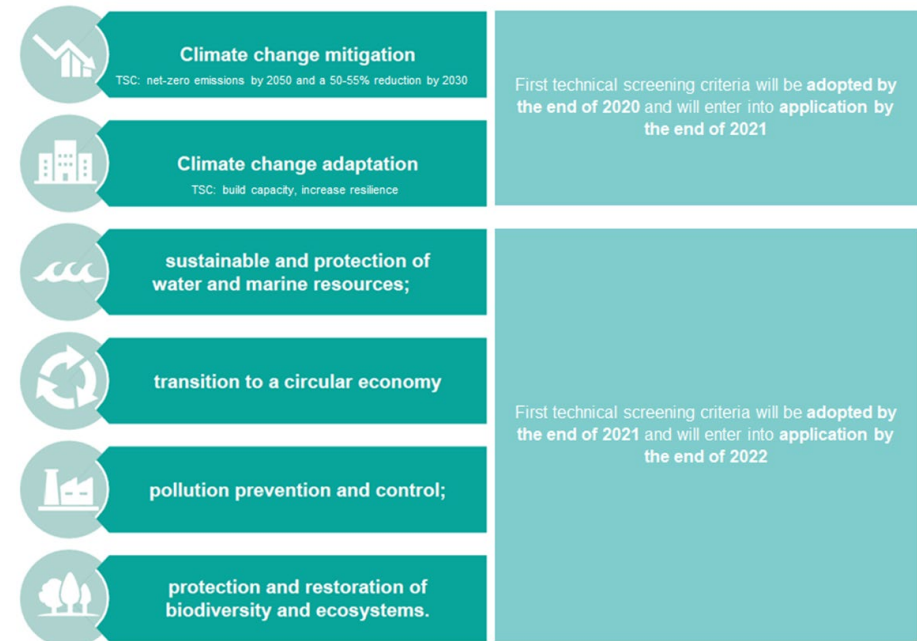 Climate change mitigation
TSC: net-zero emissions by 2050 and a 50-55% reduction by 2030
First technical screening criteria will be adopted by
the end of 2020 and will enter into application by
the end of 2021
Climate change adaptation
TSC: build capacity, increase resilience
sustainable and protection of
water and marine resources;
transition to a circular economy
First technical screening criteria will be adopted by
the end of 2021 and will enter into application by
the end of 2022
pollution prevention and control;
protection and restoration of
biodiversity and ecosystems.